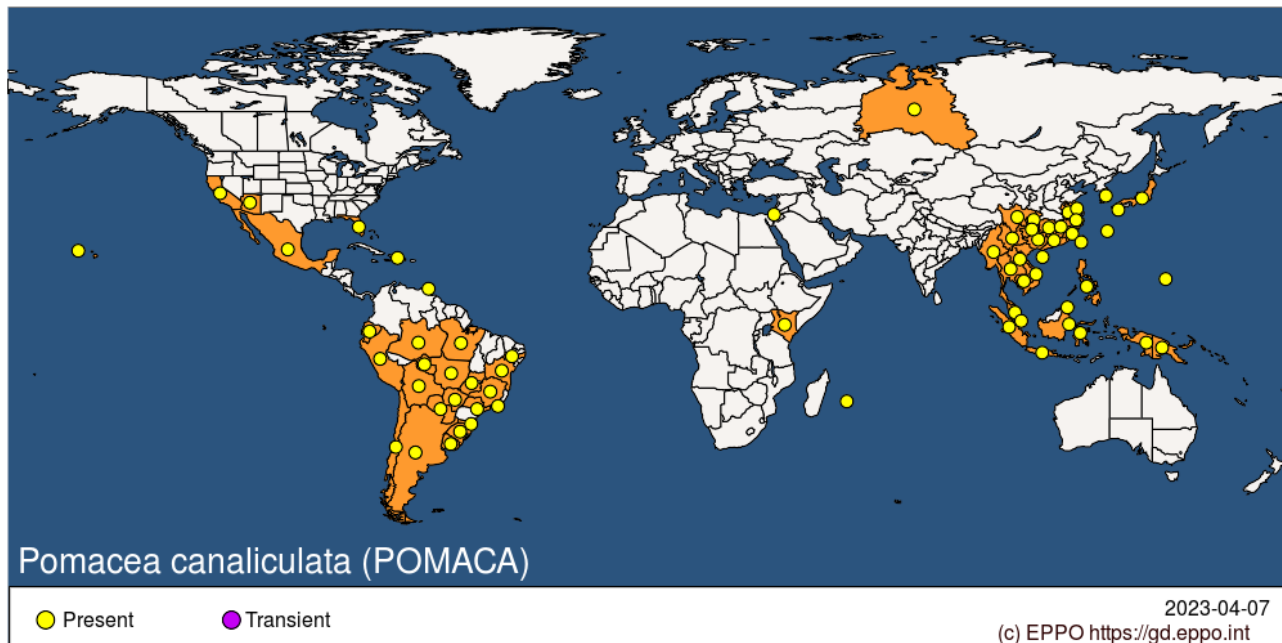 Pomacea canaliculata (POMACA)
Present
Transient
2023-04-07
(c) EPPO https://gd.eppo.int